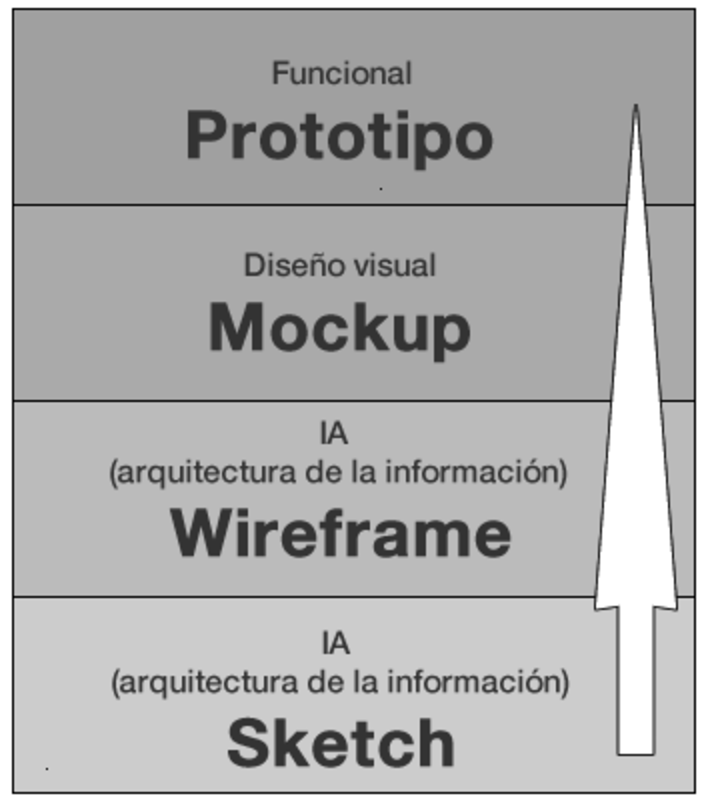 Funcional
Prototipo
Diseño visual
Mockup
IA
(arquitectura de la información)
Wireframe
IA
(arquitectura de la información)
Sketch